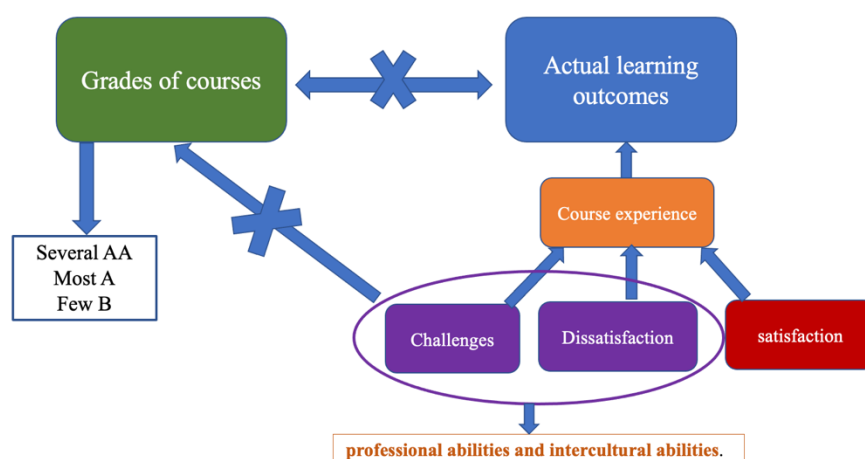 Grades of courses
Actual learning
outcomes
Course experience
Several AA
Most A
Few B
Challenges
Dissatisfaction
satisfaction
professional abilities and intercultural abilities.